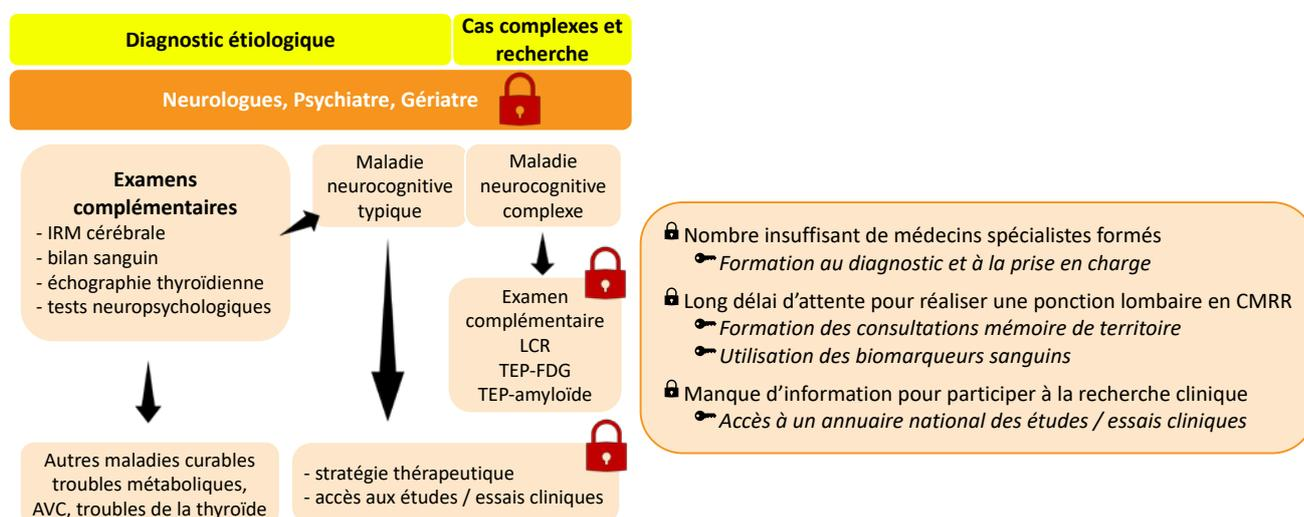 Diagnostic étiologique
Cas complexes et
recherche
Neurologues, Psychiatre, Gériatre
Examens
complémentaires
- IRM cérébrale
- bilan sanguin
- échographie thyroïdienne
- tests neuropsychologiques
Maladie
neurocognitive
typique
Maladie
neurocognitive
complexe
Examen
complémentaire
LCR
TEP-FDG
TEP-amyloïde
Autres maladies curables
troubles métaboliques,
AVC, troubles de la thyroïde
- stratégie thérapeutique
- accès aux études / essais cliniques
Nombre insuffisant de médecins spécialistes formés
Formation au diagnostic et à la prise en charge
Long délai d’attente pour réaliser une ponction lombaire en CMRR
Formation des consultations mémoire de territoire
Utilisation des biomarqueurs sanguins
Manque d’information pour participer à la recherche clinique
Accès à un annuaire national des études / essais cliniques